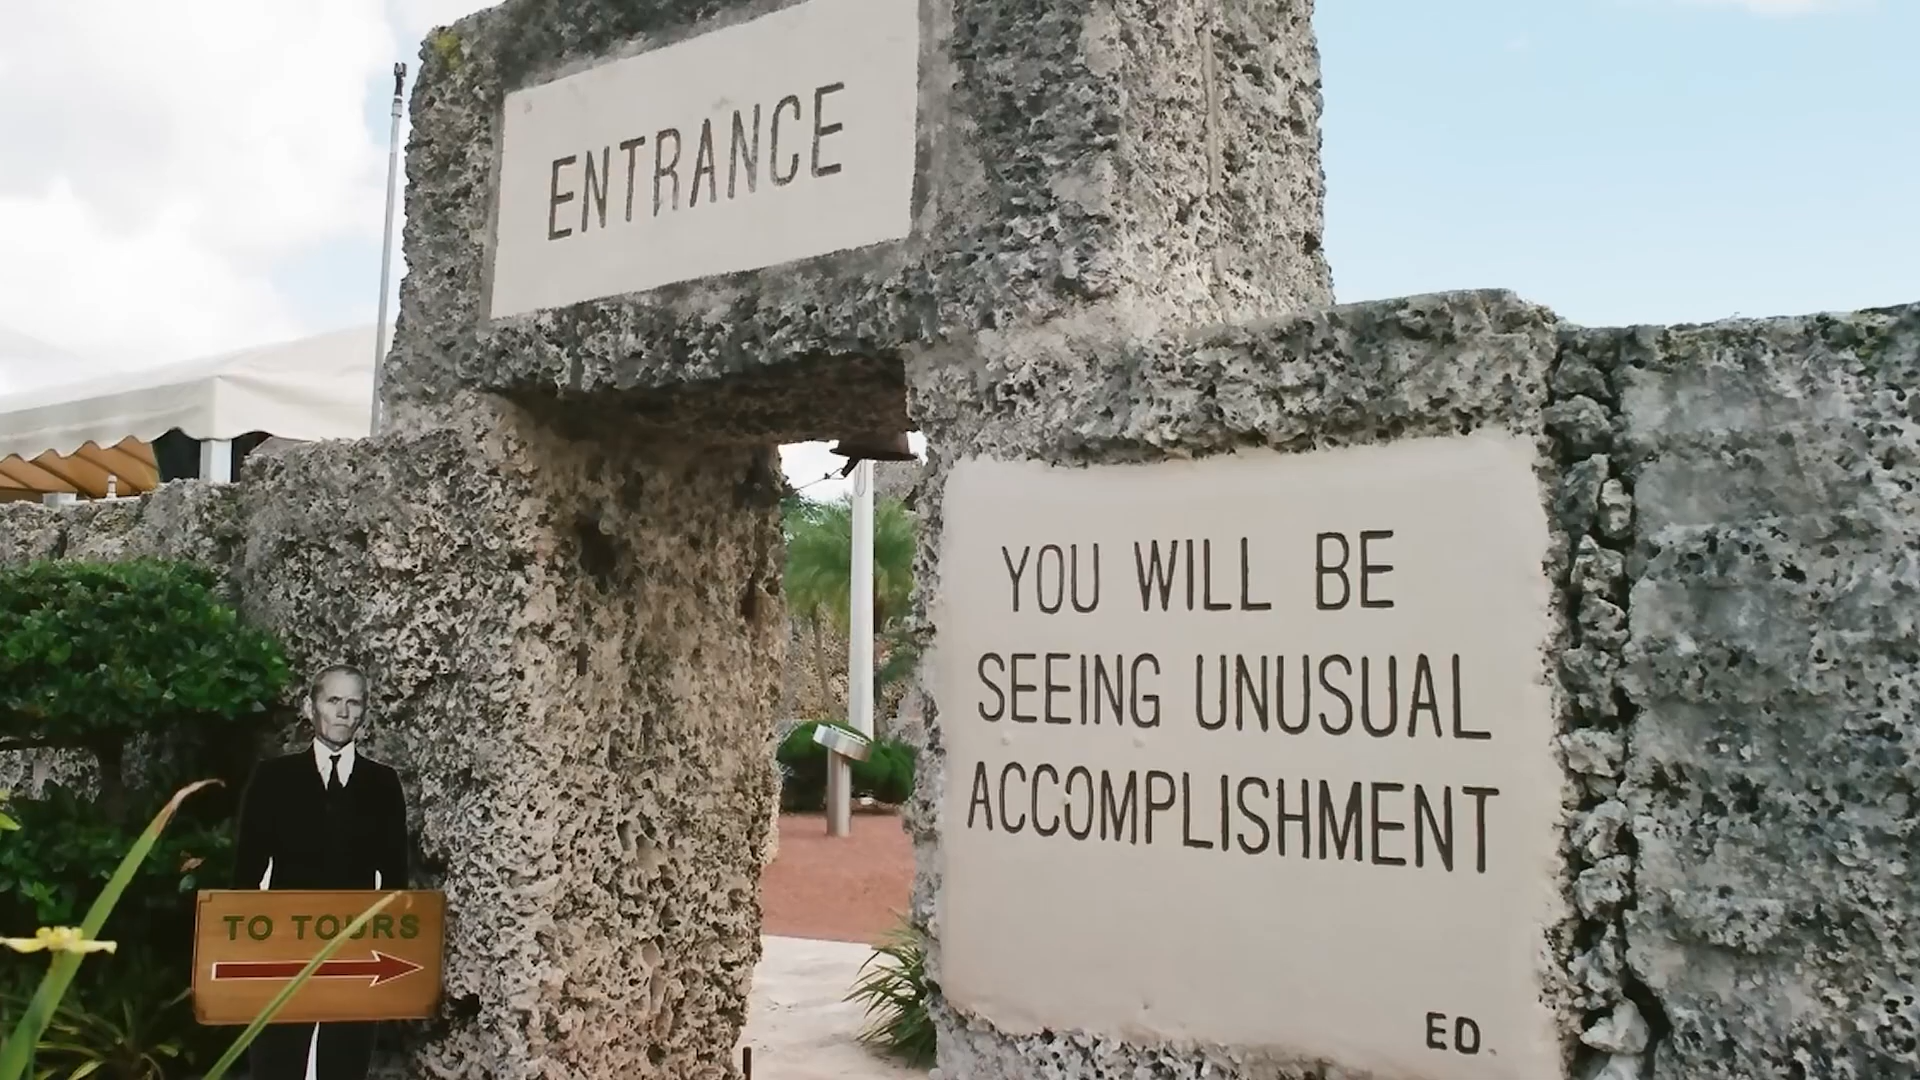 ENTRANCE
YOU WILL BE
SEEING UNUSUAL
ACCOMPLISHMENT
ED.
TO TOURS